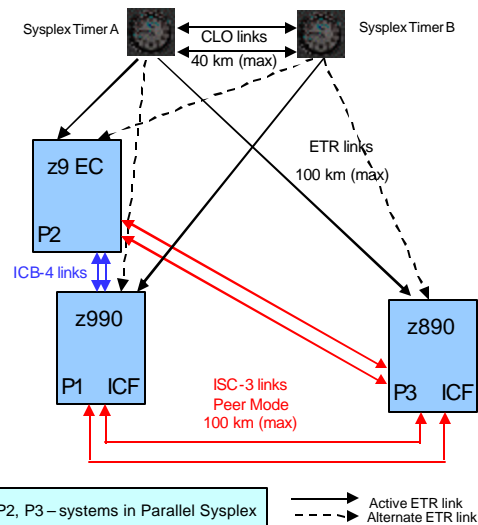 Sysplex Timer A
Sysplex Timer B
CLO links
40 km (max)
ETR links
100 km (max)
z9 EC
P2
ICB-4 links
z990
P1 ICF
z890
P3 ICF
ISC-3 links
Peer Mode
100 km (max)
P2, P3 – systems in Parallel Sysplex
Active ETR link
Alternate ETR link